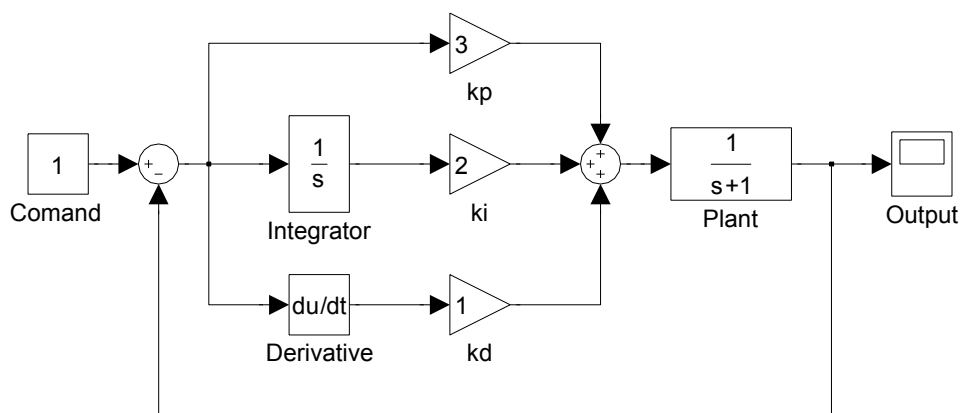 3
kp
1
Comand
+
−
1
s
Integrator
2
ki
+
+
+
1
s+1
Plant
Output
du/dt
Derivative
1
kd